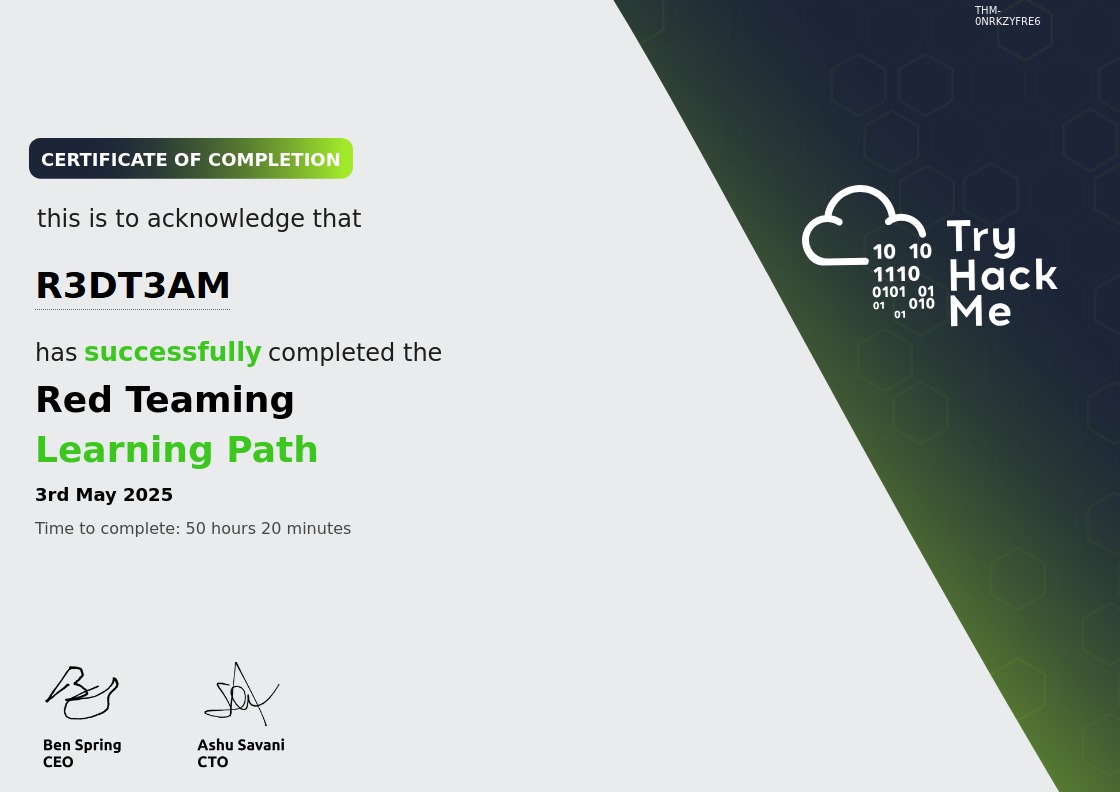 THM-
0NRKZYFRE6
CERTIFICATE OF COMPLETION
this is to acknowledge that
R3DT3AM
has successfully completed the
Red Teaming
Learning Path
3rd May 2025
Time to complete: 50 hours 20 minutes
10 10
1110
0101 01
01 010
01
Try
Hack
Me
Ben Spring
CEO
Ashu Savani
CTO